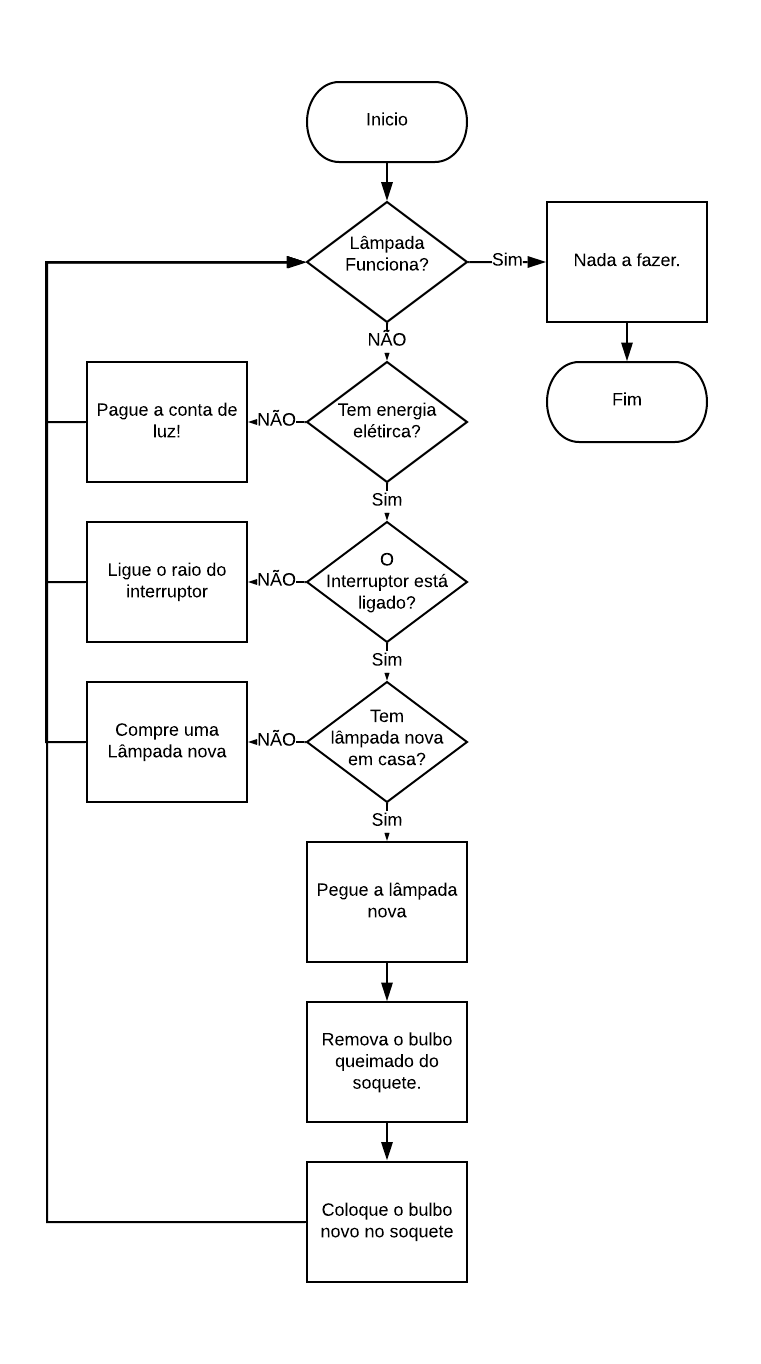 Inicio
Lâmpada
Funciona?
Sim
Nada a fazer.
NÃO
Fim
Tem energia
elétirca?
NÃO
Pague a conta de
luz!
Sim
O
Interruptor está
ligado?
NÃO
Ligue o raio do
interruptor
Sim
Tem
lâmpada nova
em casa?
NÃO
Compre uma
Lâmpada nova
Sim
Pegue a lâmpada
nova
Remova o bulbo
queimado do
soquete.
Coloque o bulbo
novo no soquete